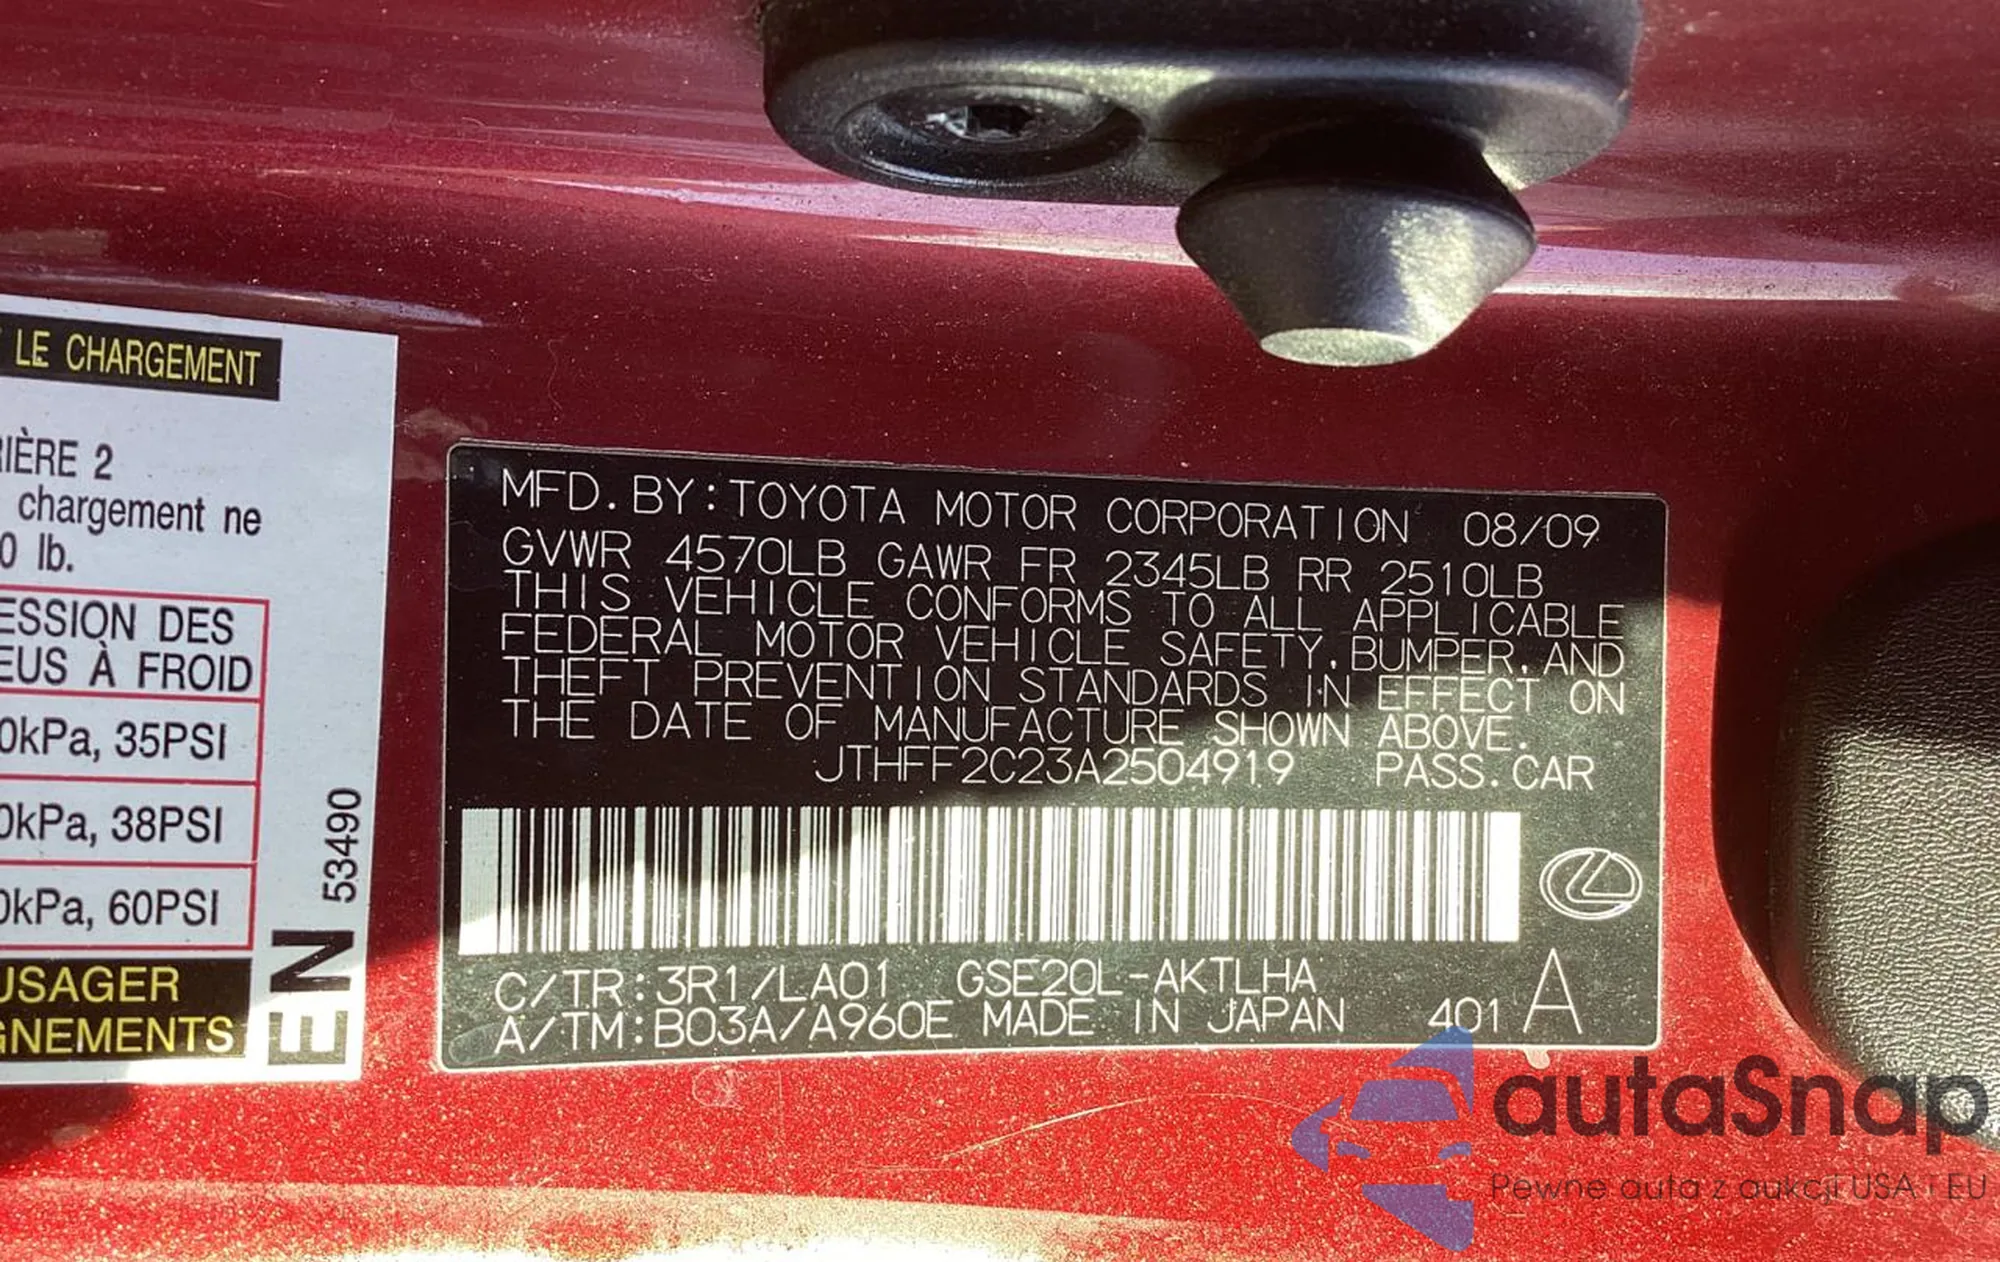 LE CHARGEMENT
2
chargement ne
0 lb.
DES
À FROID
0kPa, 35PSI
0kPa, 38PSI
0kPa, 60PSI
USAGER
EN 53490
MFD. BY:TOYOTA MOTOR CORPORATION 08/09
GVWR 4570LB GAWR FR 2345LB RR 2510LB
THIS VEHICLE CONFORMS TO ALL APPLICABLE
FEDERAL MOTOR VEHICLE SAFETY, BUMPER, AND
THEFT PREVENTION STANDARDS IN EFFECT ON
THE DATE OF MANUFACTURE SHOWN ABOVE.
JTHFF2C23A2504919 PASS.CAR
C/TR:3R1/LA01 GSE20L-AKTLHA
A/TM:B03A/A960E MADE IN JAPAN 401 A
autaSnap
Pewne auta z aukcji USA i EU